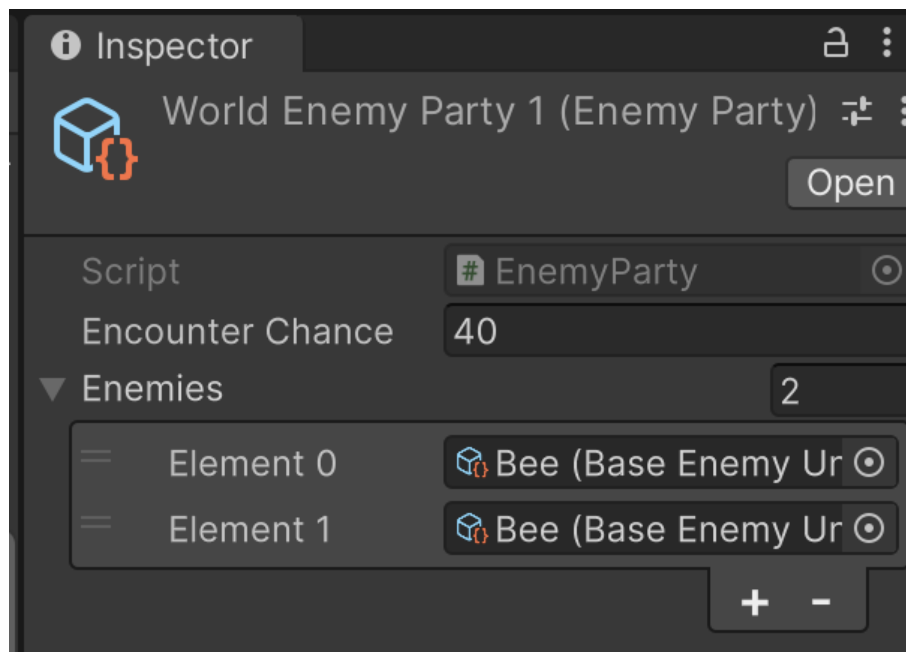 Inspector
World Enemy Party 1 (Enemy Party)
Open
Script # EnemyParty
Encounter Chance 40
Enemies 2
Element 0 {} Bee (Base Enemy Ur
Element 1 {} Bee (Base Enemy Ur
+ -